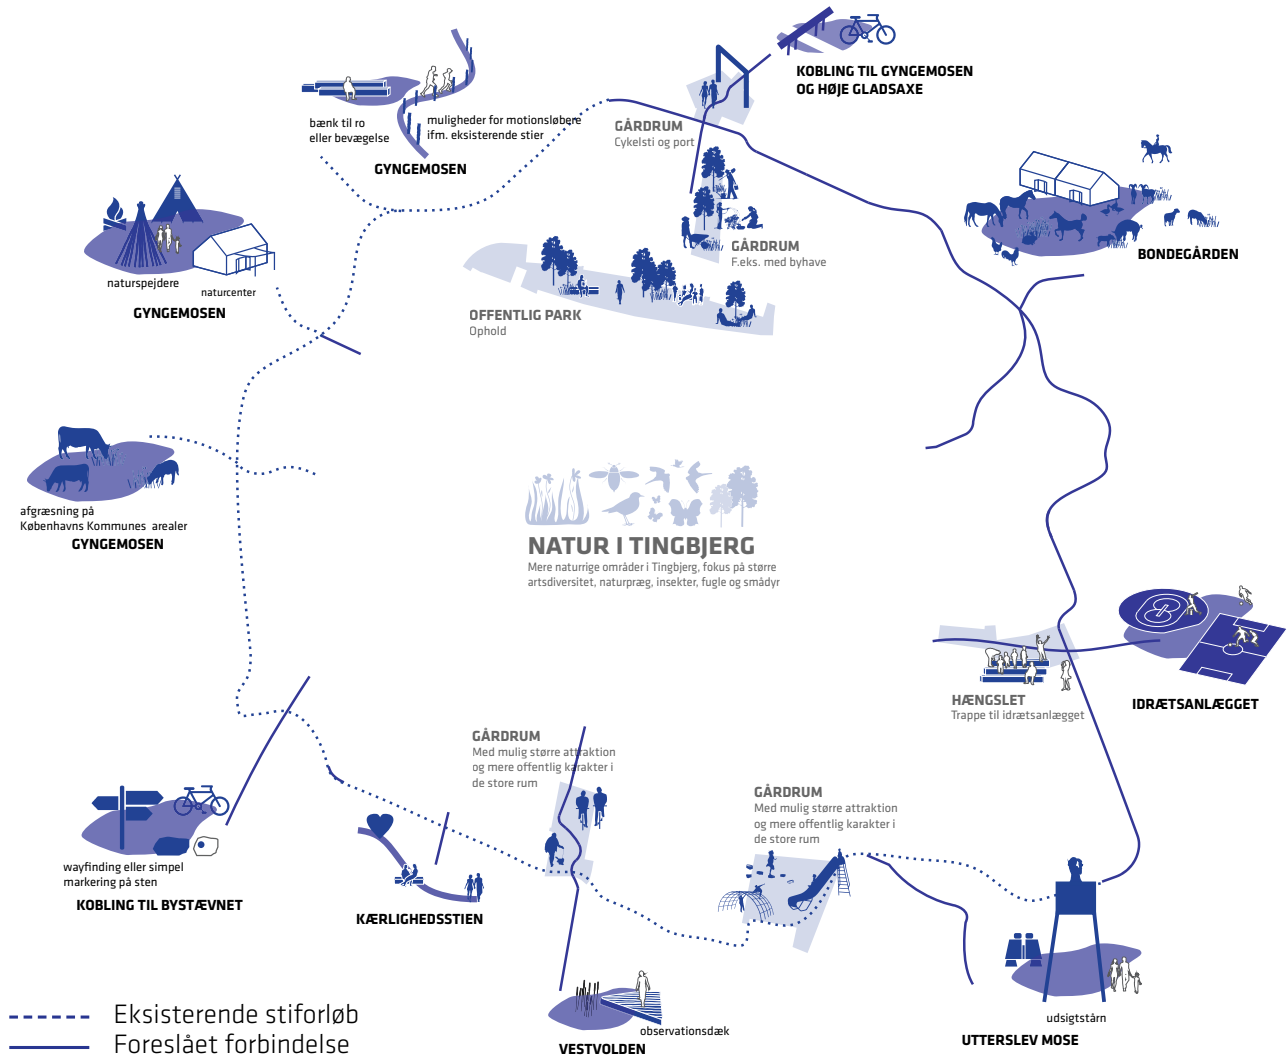 KOBLING TIL GYNGEMOSEN
OG HØJE GLADSAXE
bænk til ro
eller bevægelse
muligheder for motionsløbere
ifm. eksisterende stier
GYNGEMOSEN
GÅRDRUM
Cykelsti og port
GÅRDRUM
F.eks. med byhave
BONDEGÅRDEN
naturspejdere
naturcenter
GYNGEMOSEN
OFFENTLIG PARK
Ophold
afgræsning på
Københavns Kommunes arealer
GYNGEMOSEN
NATUR I TINGBJERG
Mere naturrige områder i Tingbjerg, fokus på større
artsdiversitet, naturpræg, insekter, fugle og smådyr
HÆNGSLET
Trappe til idrætsanlægget
IDRÆTSANLÆGGET
GÅRDRUM
Med mulig større attraktion
og mere offentlig karakter i
de store rum
GÅRDRUM
Med mulig større attraktion
og mere offentlig karakter i
de store rum
wayfinding eller simpel
markering på sten
KOBLING TIL BYSTÆVNET
KÆRLIGHEDSSTIEN
observationsdæk
VESTVOLDEN
udsigtstårn
UTTERSLEV MOSE
Eksisterende stiforløb
Foreslået forbindelse